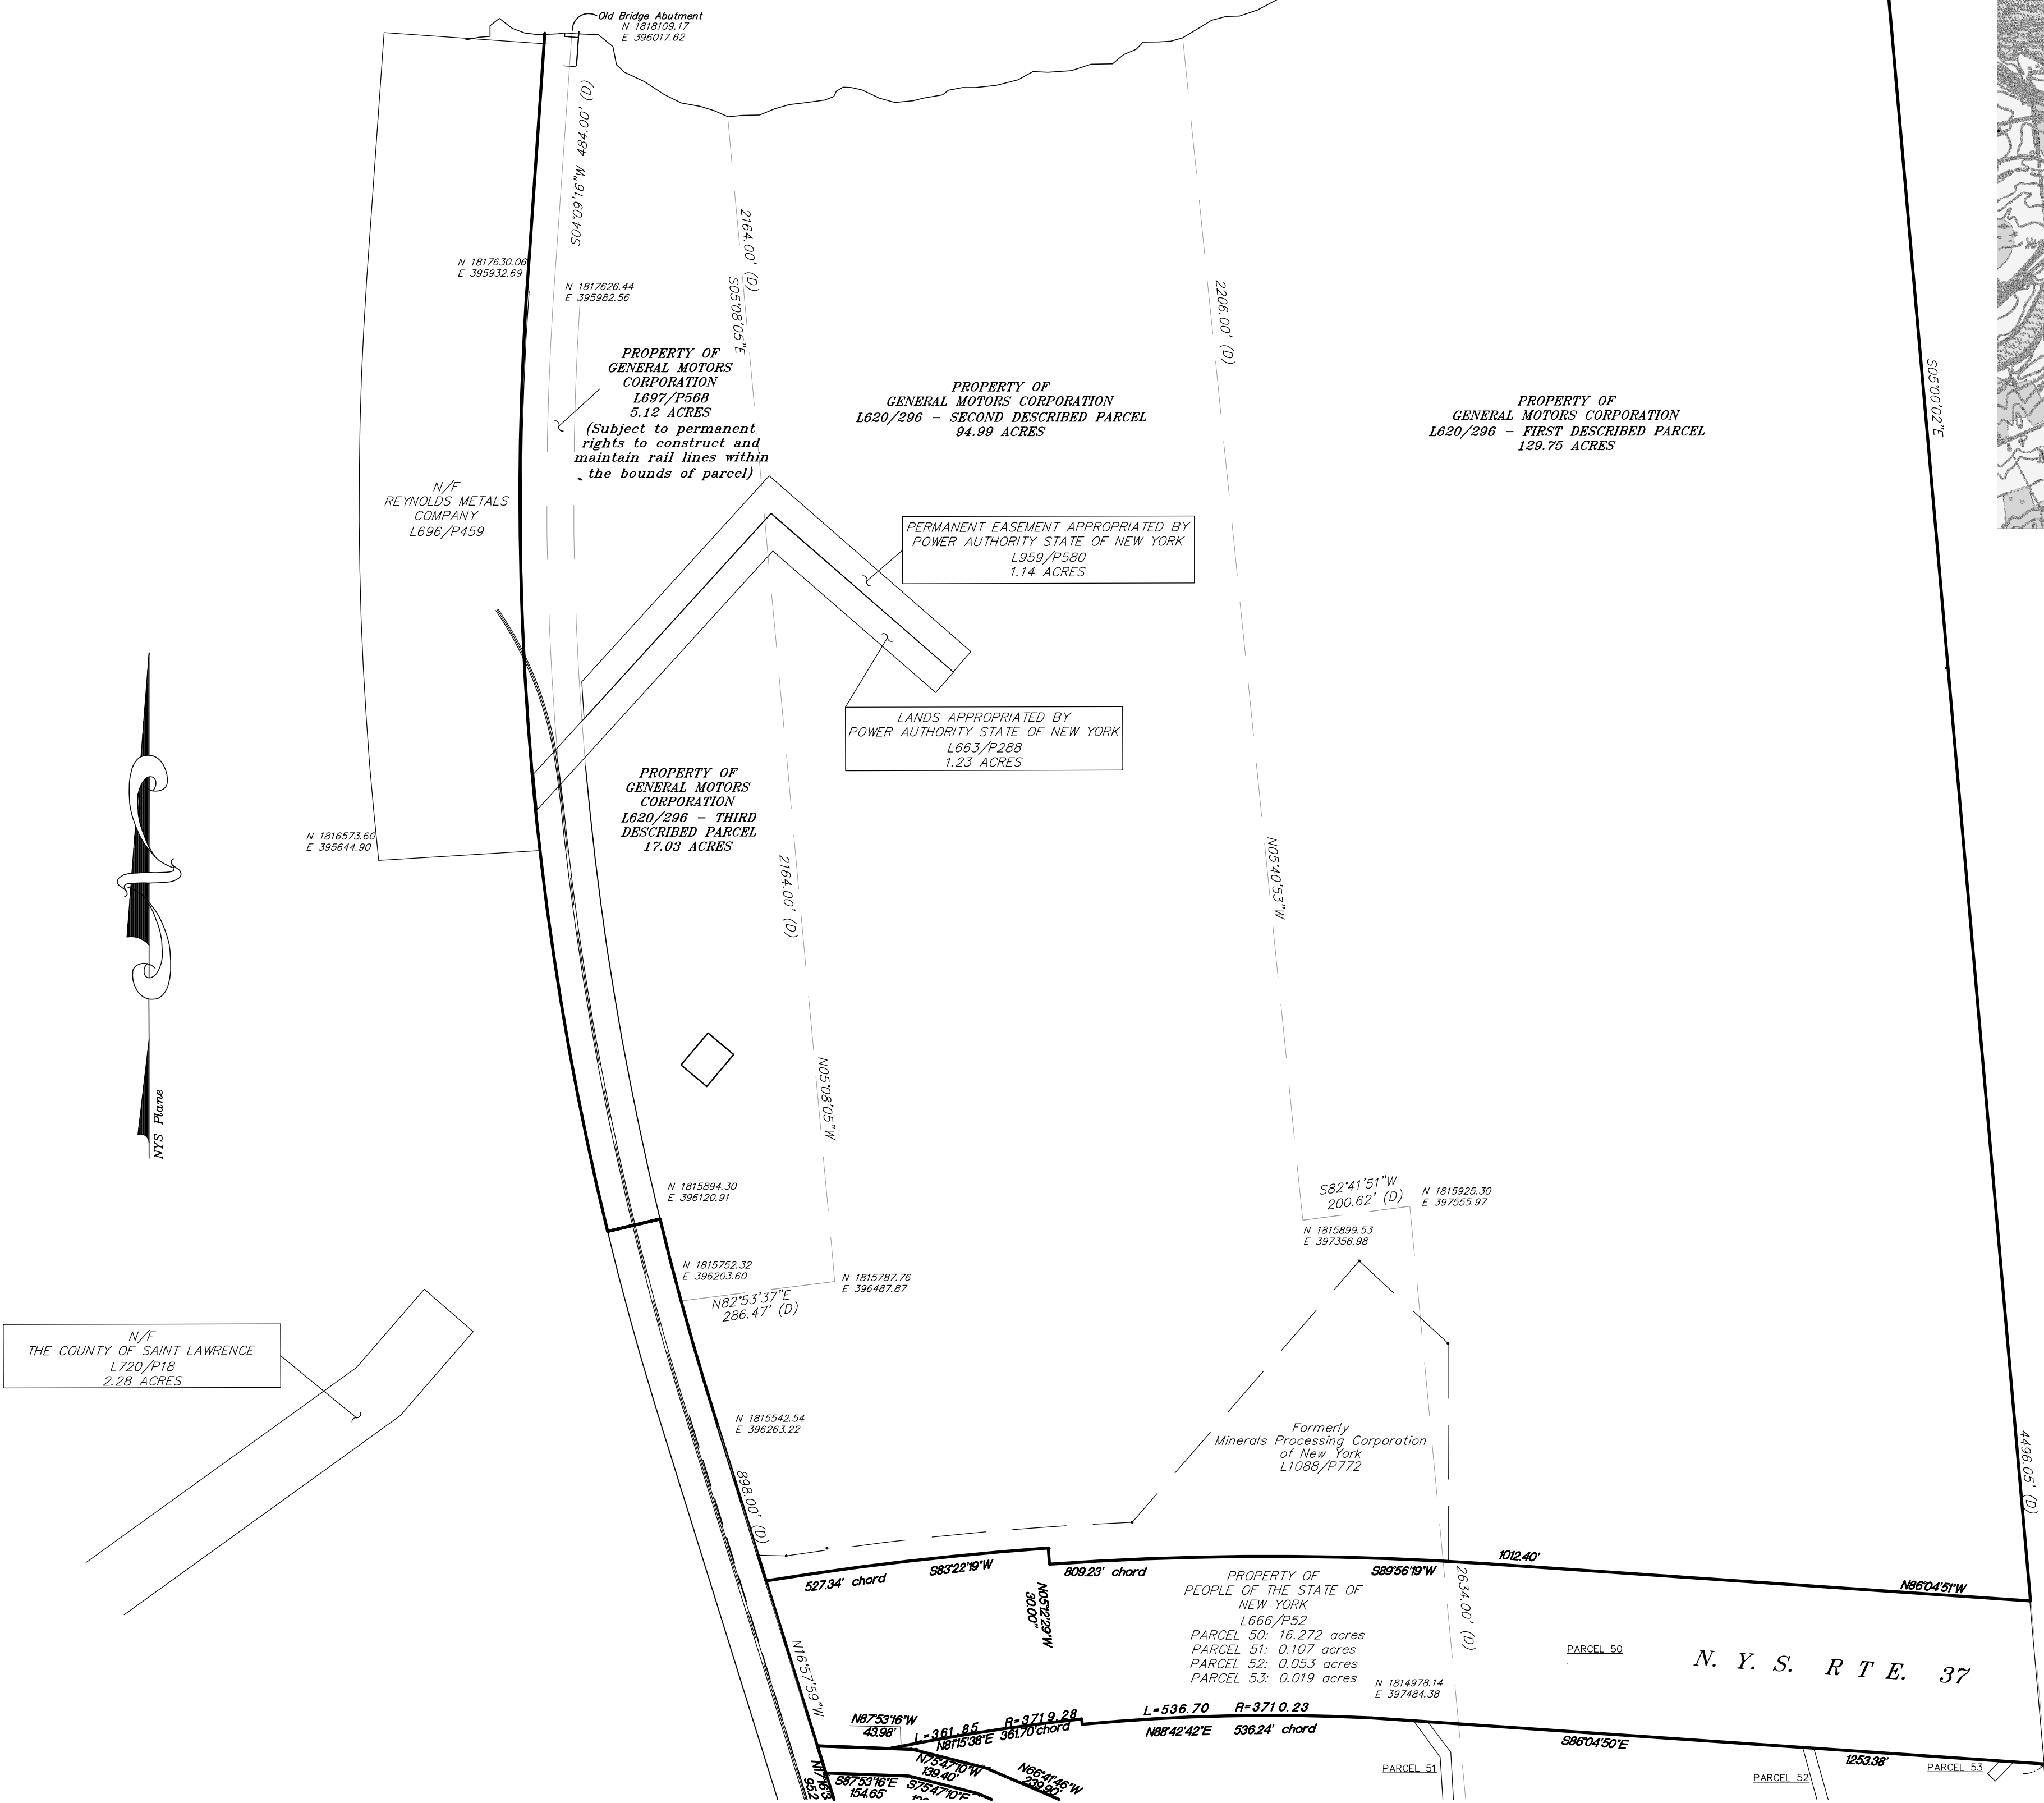 Old Bridge Abutment
N 1818109.17
E 396017.62
S04°09'16"W 484.00' (D)
N 1817630.06
E 395932.69
N 1817626.44
E 395982.56
2164.00' (D)
S05°08'05"E
2206.00' (D)
S05°00'02"E
PROPERTY OF
GENERAL MOTORS
CORPORATION
L697/P568
5.12 ACRES
(Subject to permanent
rights to construct and
maintain rail lines within
the bounds of parcel)
PROPERTY OF
GENERAL MOTORS CORPORATION
L620/296 - SECOND DESCRIBED PARCEL
94.99 ACRES
PROPERTY OF
GENERAL MOTORS CORPORATION
L620/296 - FIRST DESCRIBED PARCEL
129.75 ACRES
N/F
REYNOLDS METALS
COMPANY
L696/P459
PERMANENT EASEMENT APPROPRIATED BY
POWER AUTHORITY STATE OF NEW YORK
L959/P580
1.14 ACRES
LANDS APPROPRIATED BY
POWER AUTHORITY STATE OF NEW YORK
L663/P288
1.23 ACRES
PROPERTY OF
GENERAL MOTORS
CORPORATION
L620/296 - THIRD
DESCRIBED PARCEL
17.03 ACRES
N 1816573.60
E 395644.90
2164.00' (D)
N05°40'53"W
N05°08'05"W
NYS Plane
N 1815894.30
E 396120.91
S82°41'51"W
200.62' (D)
N 1815925.30
E 397555.97
N 1815899.53
E 397356.98
N 1815752.32
E 396203.60
N 1815787.76
E 396487.87
N82°53'37"E
286.47' (D)
N/F
THE COUNTY OF SAINT LAWRENCE
L720/P18
2.28 ACRES
N 1815542.54
E 396263.22
Formerly
Minerals Processing Corporation
of New York
L1088/P772
4496.05' (D)
898.00' (D)
527.34' chord
S83°22'19"W
N05°12'29"W
30.00'
809.23' chord
S89°56'19"W
1012.40'
N86°04'51"W
PROPERTY OF
PEOPLE OF THE STATE OF
NEW YORK
L666/P52
PARCEL 50: 16.272 acres
PARCEL 51: 0.107 acres
PARCEL 52: 0.053 acres
PARCEL 53: 0.019 acres
2634.00' (D)
PARCEL 50
N. Y. S. R T E. 37
N 1814978.14
E 397484.38
N16°57'59"W
N87°53'16"W
43.98'
L=361.85 R=3719.28
N81°15'38"E 361.70'chord
L=536.70 R=3710.23
N88°42'42"E 536.24' chord
S86°04'50"E
1253.38'
N75°47'10"W
139.40'
N66°41'46"W
239.90'
S87°53'16"E
154.65'
S75°47'10"E
PARCEL 51
PARCEL 52
PARCEL 53